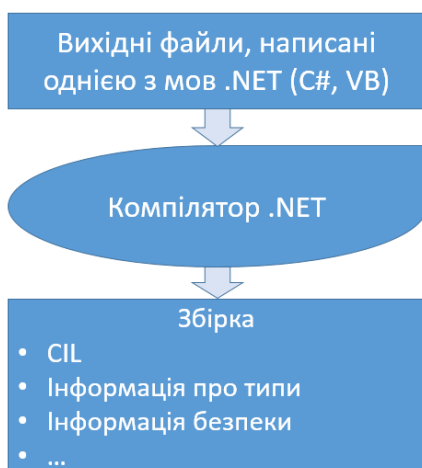 Вихідні файли, написані
однією з мов .NET (C#, VB)
Компілятор .NET
Збірка
• CIL
• Інформація про типи
• Інформація безпеки
• ...